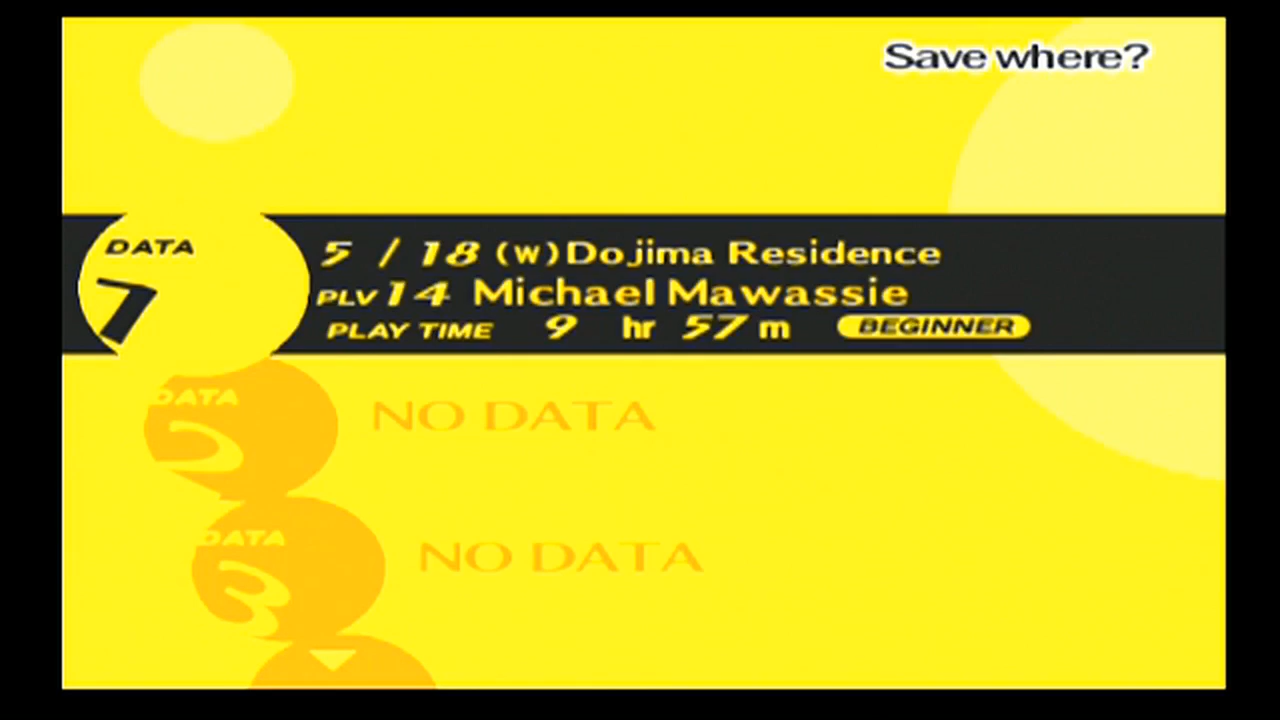 Save where?
DATA
1
5 / 18 (W) Dojima Residence
PLV 14 Michael Mawassie
PLAY TIME 9 hr 57 m BEGINNER
DATA
2
NO DATA
DATA
3
NO DATA